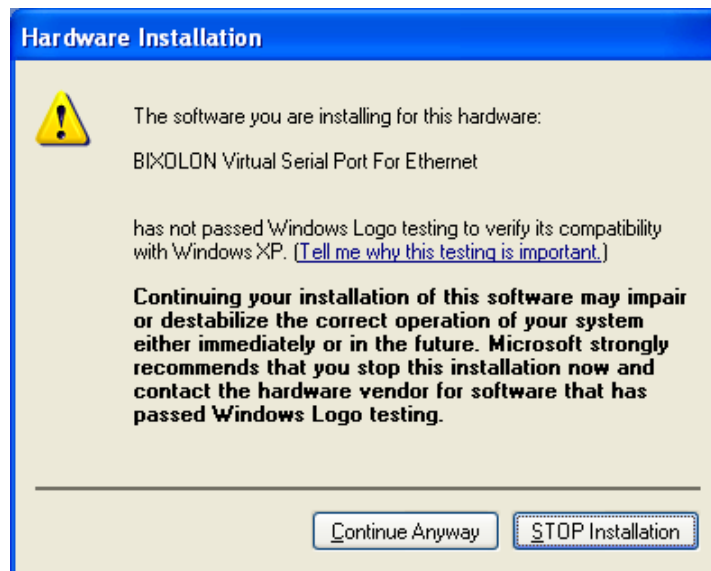 Hardware Installation
The software you are installing for this hardware:
BIXOLON Virtual Serial Port For Ethernet
has not passed Windows Logo testing to verify its compatibility
with Windows XP. (Tell me why this testing is important.)
Continuing your installation of this software may impair
or destabilize the correct operation of your system
either immediately or in the future. Microsoft strongly
recommends that you stop this installation now and
contact the hardware vendor for software that has
passed Windows Logo testing.
Continue Anyway
STOP Installation